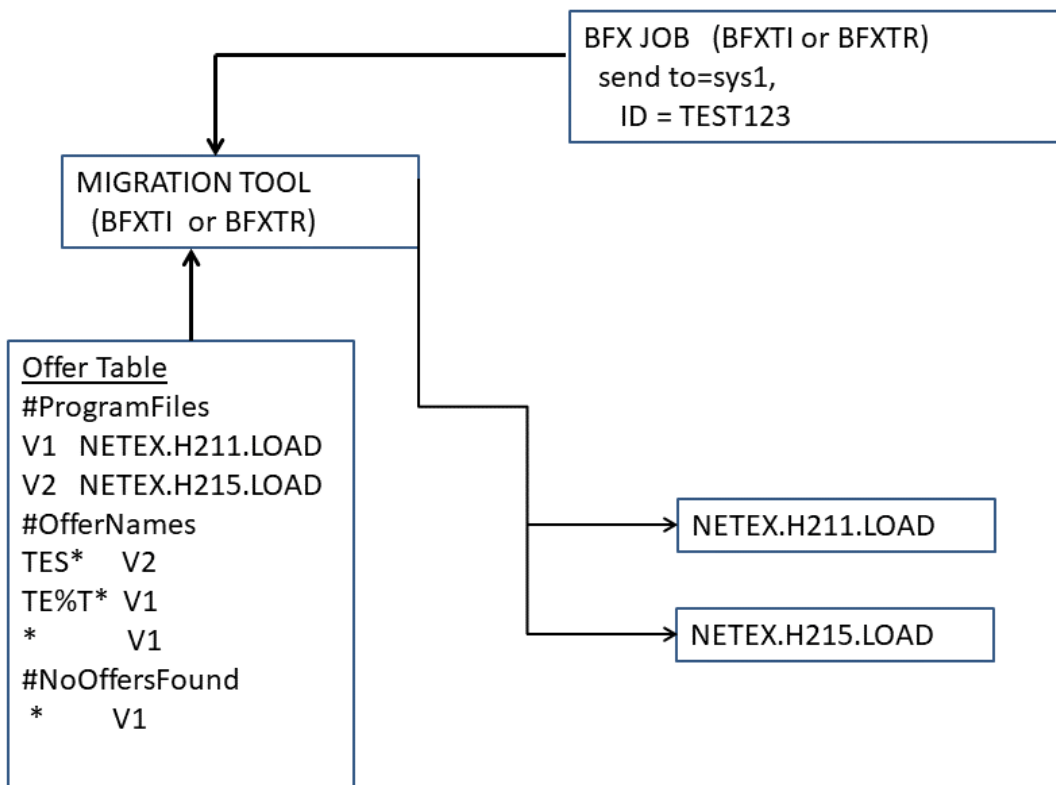 BFX JOB (BFXTI or BFXTR)
send to=sys1,
ID = TEST123
MIGRATION TOOL
(BFXTI or BFXTR)
Offer Table
#ProgramFiles
V1 NETEX.H211.LOAD
V2 NETEX.H215.LOAD
#OfferNames
TES* V2
TE%T* V1
* V1
#NoOffersFound
* V1
NETEX.H211.LOAD
NETEX.H215.LOAD